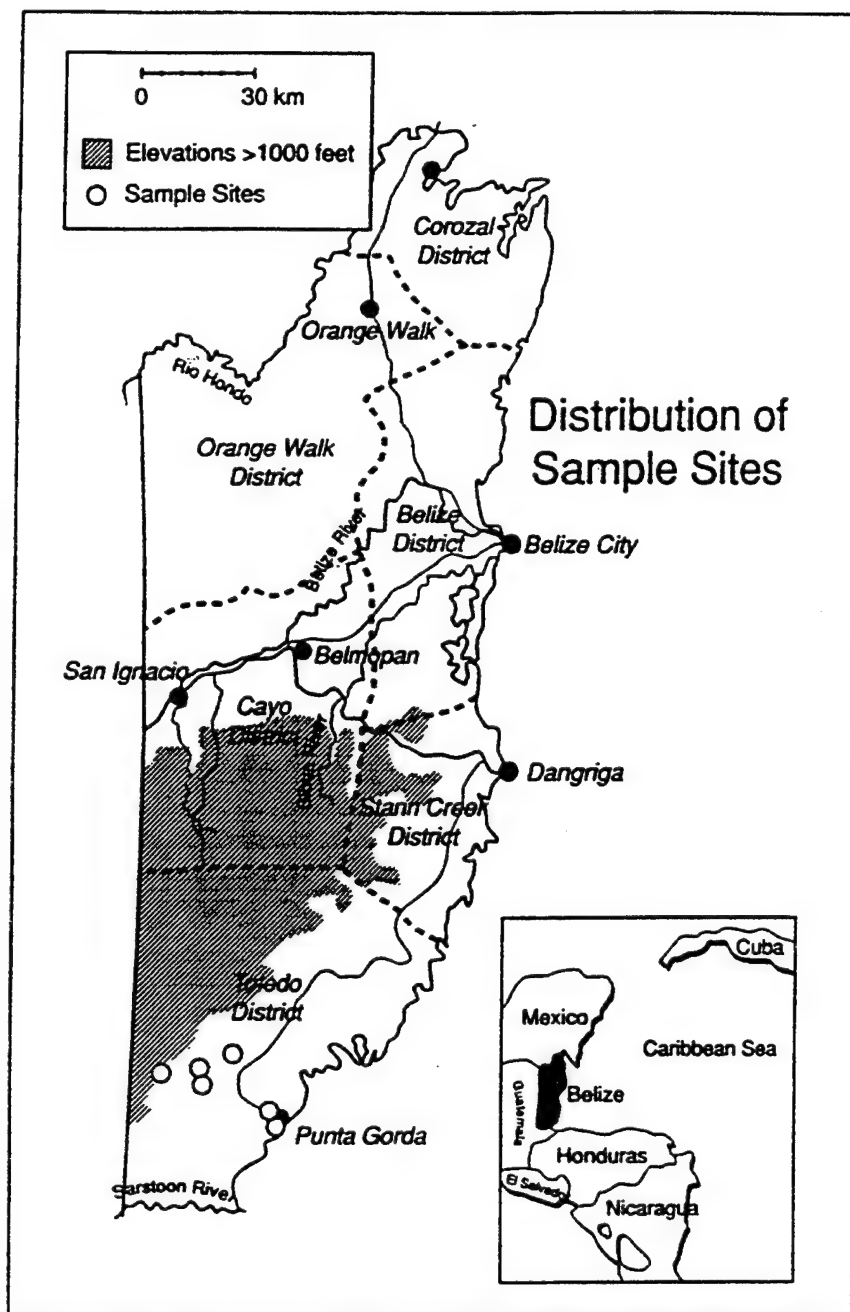 0
30 km
Elevations >1000 feet
Sample Sites
Corozal
District
Orange Walk
Rio Hondo
Distribution of
Sample Sites
Orange Walk
District
Belize River
Belize
District
Belize City
Belmopan
San Ignacio
Cayo
District
Sibun River
Dangriga
Stann Creek
District
Toledo
District
Punta Gorda
Sarstoon River
Cuba
Mexico
Caribbean Sea
Guatemala
Belize
Honduras
El Salvador
Nicaragua